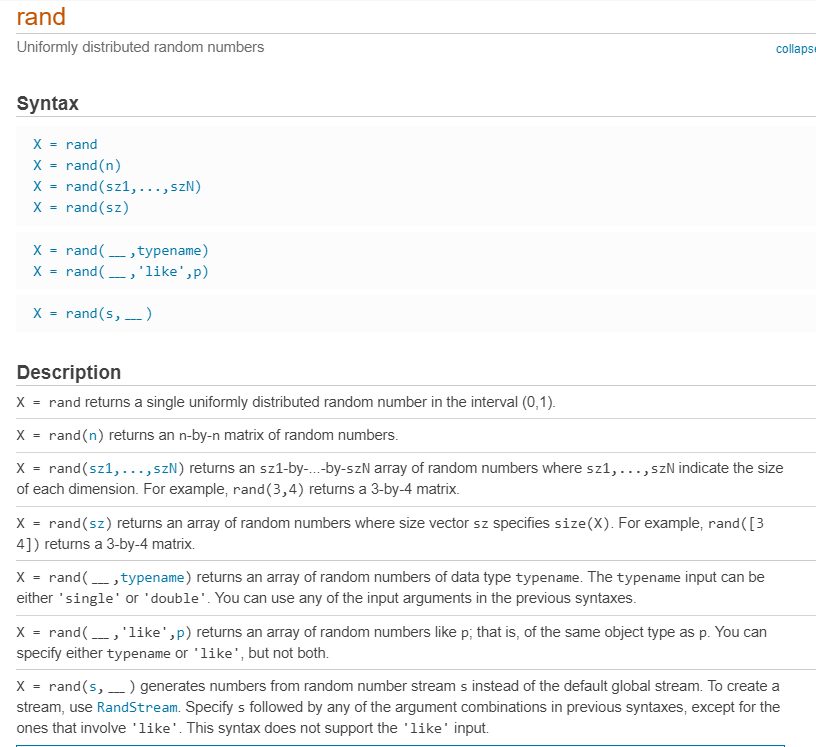 rand
Uniformly distributed random numbers
collapse
Syntax
X = rand
X = rand(n)
X = rand(sz1,...,szN)
X = rand(sz)
X = rand(__,typename)
X = rand(__,'like',p)
X = rand(s,__)
Description
X = rand returns a single uniformly distributed random number in the interval (0,1).
X = rand(n) returns an n-by-n matrix of random numbers.
X = rand(sz1,...,szN) returns an sz1-by-...-by-szN array of random numbers where sz1,...,szN indicate the size
of each dimension. For example, rand(3,4) returns a 3-by-4 matrix.
X = rand(sz) returns an array of random numbers where size vector sz specifies size(X). For example, rand([3
4]) returns a 3-by-4 matrix.
X = rand(__,typename) returns an array of random numbers of data type typename. The typename input can be
either 'single' or 'double'. You can use any of the input arguments in the previous syntaxes.
X = rand(__,'like',p) returns an array of random numbers like p; that is, of the same object type as p. You can
specify either typename or 'like', but not both.
X = rand(s,__) generates numbers from random number stream s instead of the default global stream. To create a
stream, use RandStream. Specify s followed by any of the argument combinations in previous syntaxes, except for the
ones that involve 'like'. This syntax does not support the 'like' input.